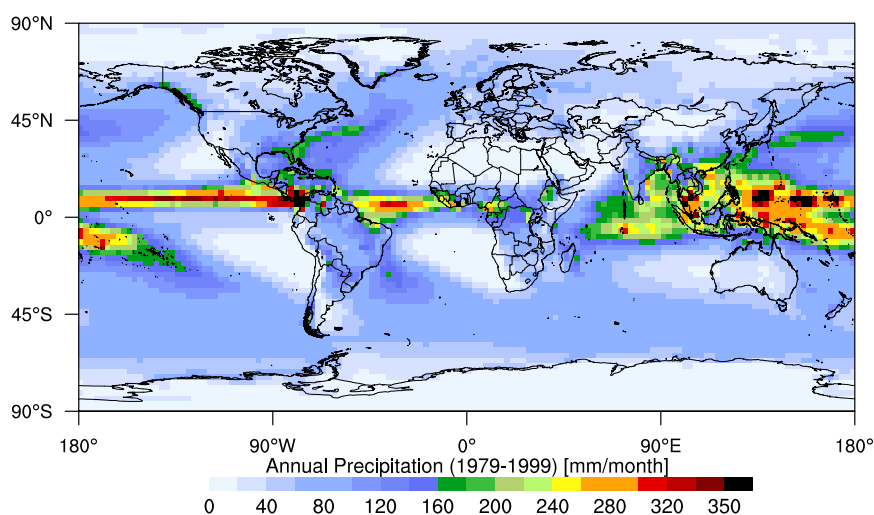 90°N
45°N
0°
45°S
90°S
180° 90°W 0° 90°E 180°
Annual Precipitation (1979-1999) [mm/month]
0 40 80 120 160 200 240 280 320 350